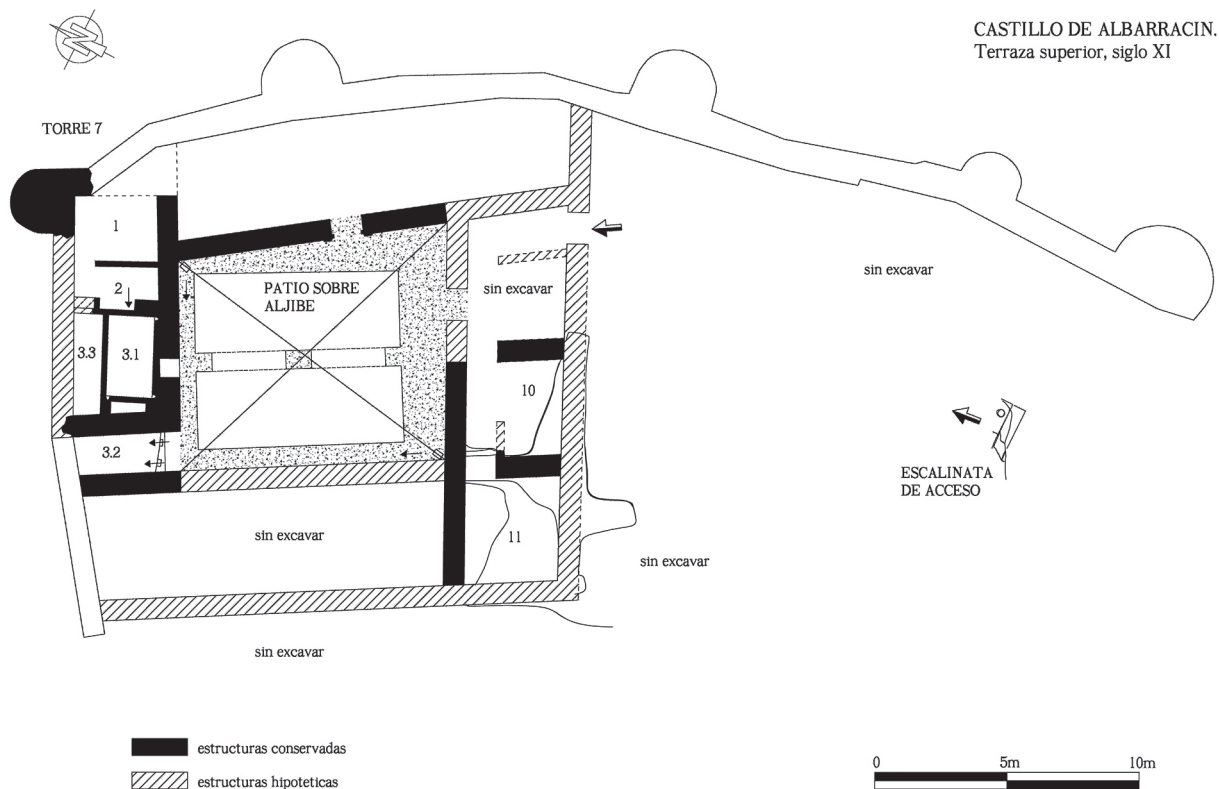 CASTILLO DE ALBARRACIN.
Terraza superior, siglo XI
N
TORRE 7
1
2
PATIO SOBRE
ALJIBE
sin excavar
sin excavar
3.3
3.1
10
3.2
ESCALINATA
DE ACCESO
sin excavar
11
sin excavar
sin excavar
estructuras conservadas
estructuras hipoteticas
0
5m
10m